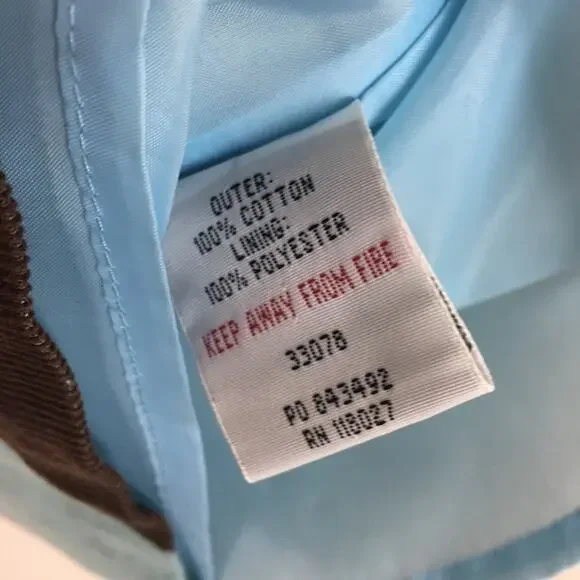 OUTER:
100% COTTON
LINING:
100% POLYESTER
KEEP AWAY FROM FIRE
33078
PO 843492
RN 118027